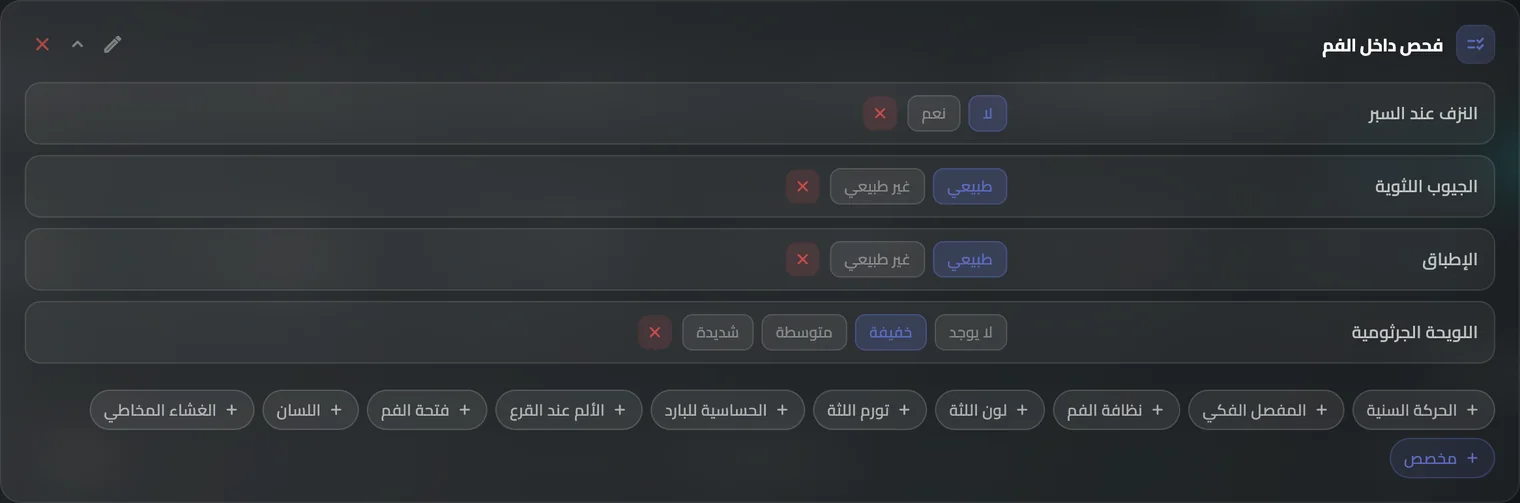 فحص داخل الفم
النزف عند السبر لا نعم
الجيوب اللثوية طبيعي غير طبيعي
الإطباق طبيعي غير طبيعي
اللويحة الجرثومية لا يوجد خفيفة متوسطة شديدة
+ الحركة السنية + المفصل الفكي + نظافة الفم + لون اللثة + تورم اللثة + الحساسية للبارد + الألم عند القرع + فتحة الفم + اللسان + الغشاء المخاطي
+ مخصص